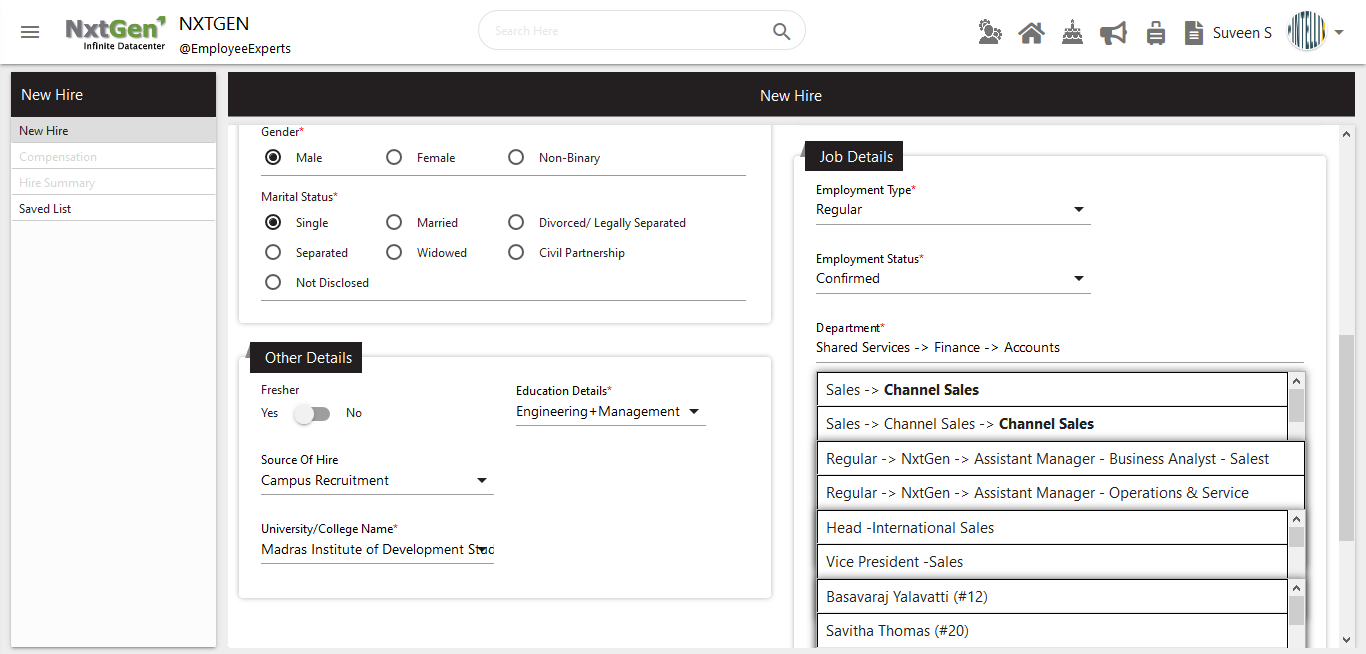 NxtGen
Infinite Datacenter
NXTGEN
@EmployeeExperts
Search Here
Suveen S
New Hire
New Hire
Compensation
Hire Summary
Saved List
New Hire
Gender*
Male
Female
Non-Binary
Marital Status*
Single
Married
Divorced/ Legally Separated
Separated
Widowed
Civil Partnership
Not Disclosed
Other Details
Fresher
Yes
No
Education Details*
Engineering+Management
Source Of Hire
Campus Recruitment
University/College Name*
Madras Institute of Development Stud
Job Details
Employment Type*
Regular
Employment Status*
Confirmed
Department*
Shared Services -> Finance -> Accounts
Sales -> Channel Sales
Sales -> Channel Sales -> Channel Sales
Regular -> NxtGen -> Assistant Manager - Business Analyst - Salest
Regular -> NxtGen -> Assistant Manager - Operations & Service
Head -International Sales
Vice President -Sales
Basavaraj Yalavatti (#12)
Savitha Thomas (#20)